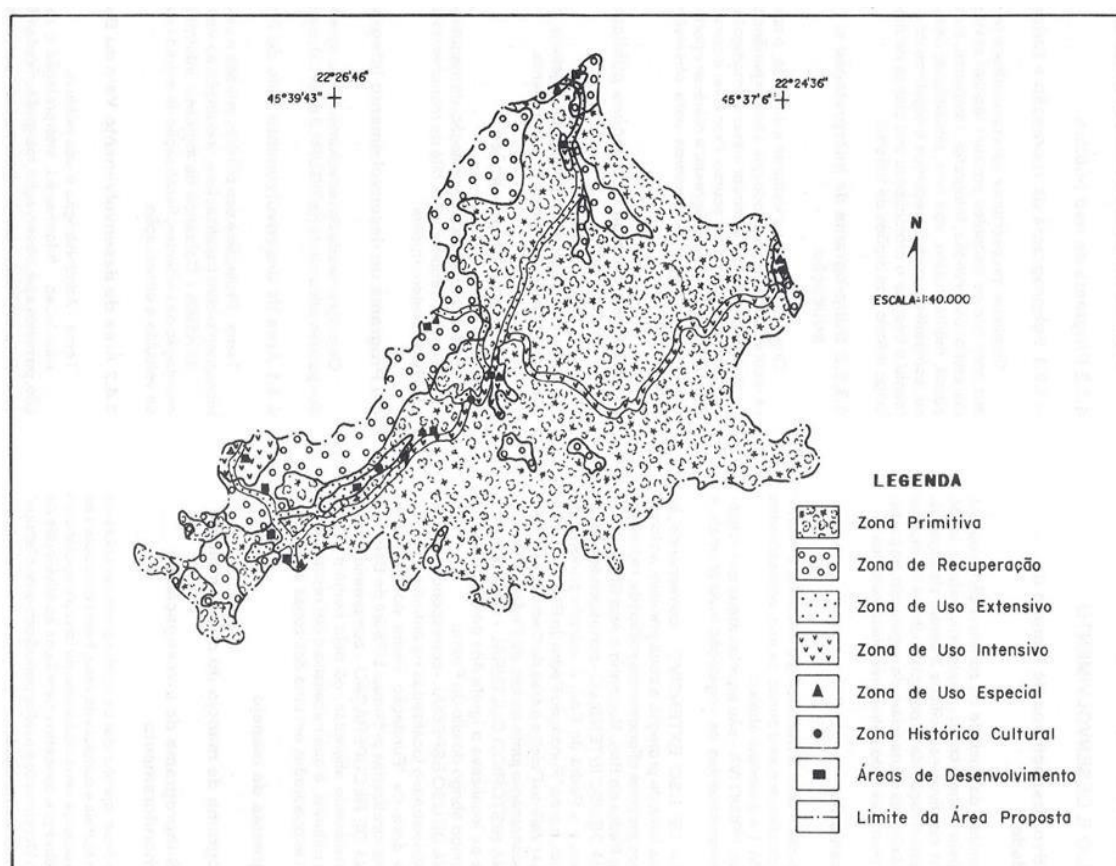 22°26'46"
45°39'43"
22°24'36"
45°37'6"
N
ESCALA=1:40.000
LEGENDA
Zona Primitiva
Zona de Recuperação
Zona de Uso Extensivo
Zona de Uso Intensivo
Zona de Uso Especial
Zona Histórico Cultural
Áreas de Desenvolvimento
Limite da Área Proposta